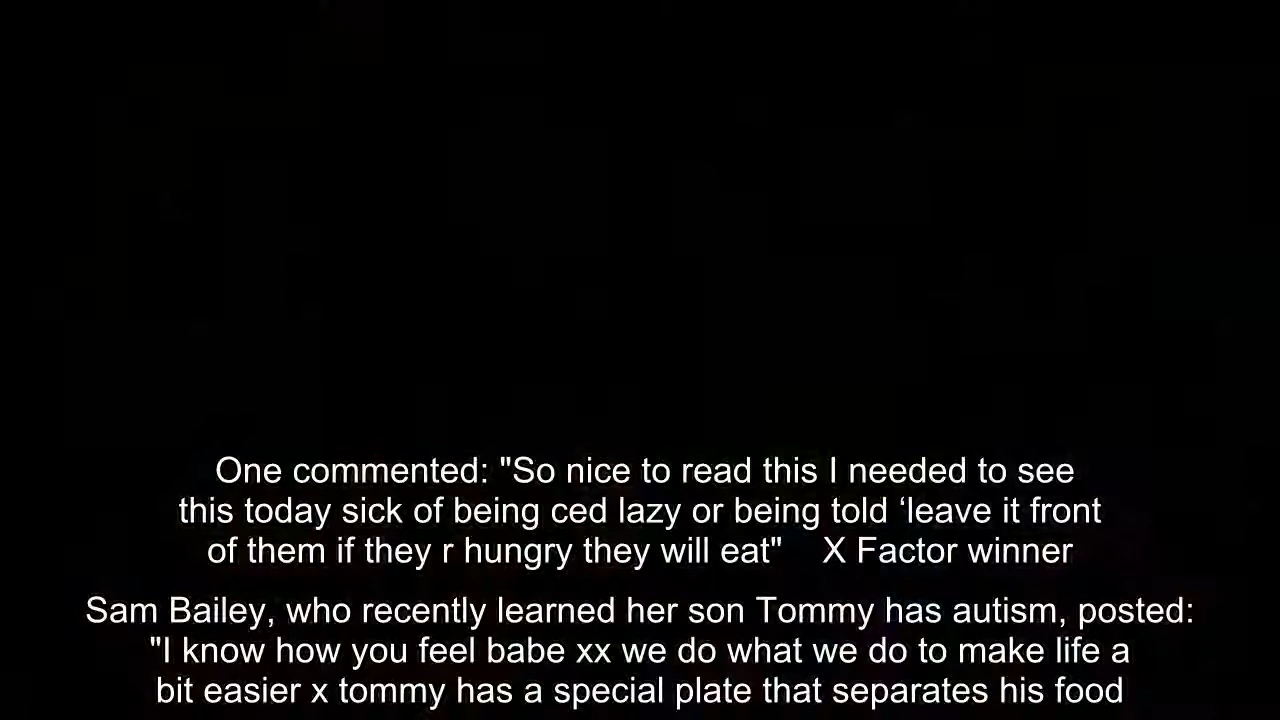 One commented: "So nice to read this I needed to see
this today sick of being ced lazy or being told ‘leave it front
of them if they r hungry they will eat"    X Factor winner
Sam Bailey, who recently learned her son Tommy has autism, posted:
"I know how you feel babe xx we do what we do to make life a
bit easier x tommy has a special plate that separates his food